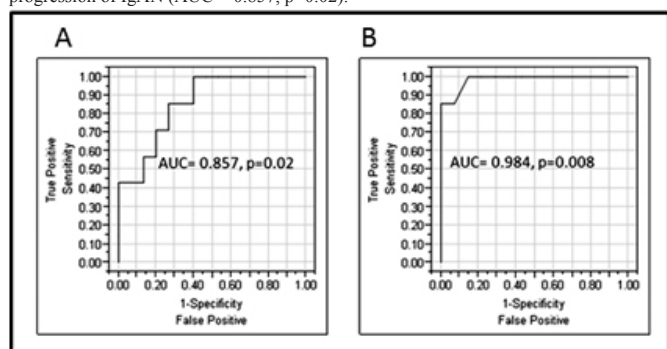 progression of IgAN (AUC = 0.857, p=0.02).
A
1.00
0.90
0.80
0.70
0.60
0.50
0.40
0.30
0.20
0.10
0.00
True Positive
Sensitivity
AUC= 0.857, p=0.02
0.00 0.20 0.40 0.60 0.80 1.00
1-Specificity
False Positive
B
1.00
0.90
0.80
0.70
0.60
0.50
0.40
0.30
0.20
0.10
0.00
True Positive
Sensitivity
AUC= 0.984, p=0.008
0.00 0.20 0.40 0.60 0.80 1.00
1-Specificity
False Positive